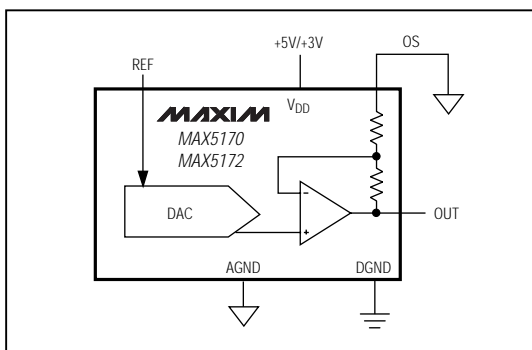 +5V/+3V
OS
REF
VDD
MAXIM
MAX5170
MAX5172
DAC
−
+
OUT
AGND
DGND